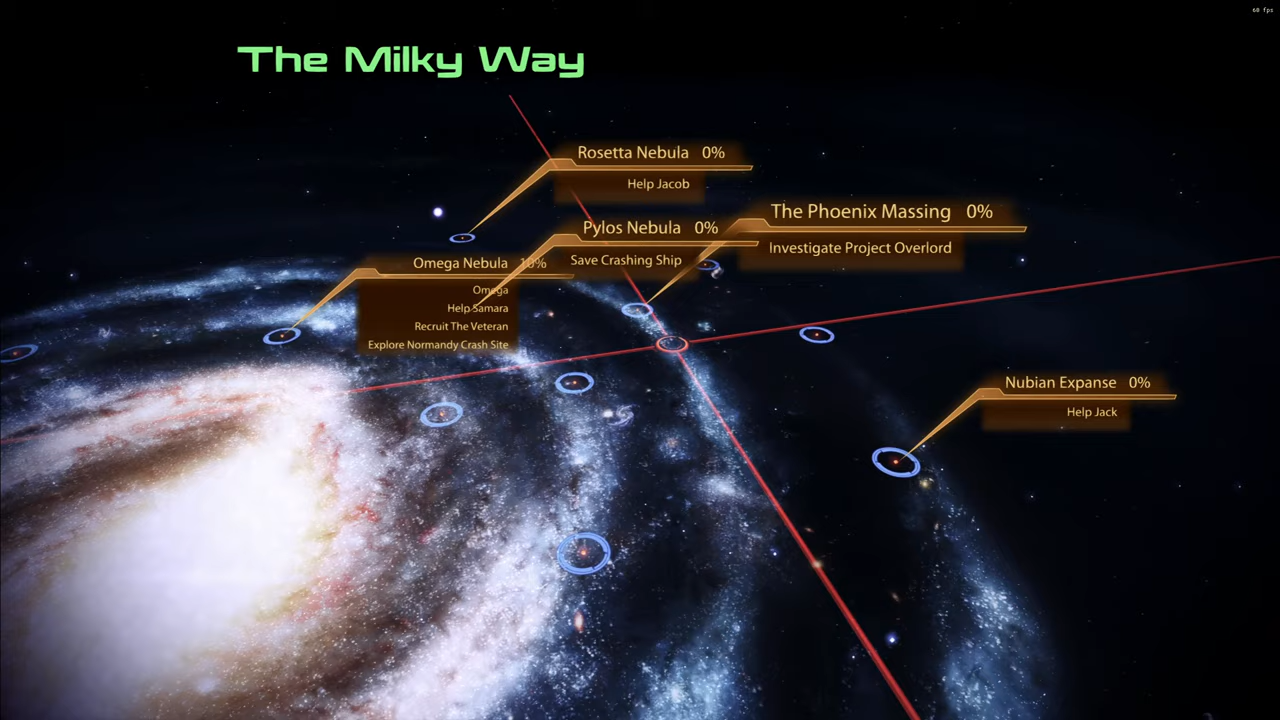 60 fps
The Milky Way
Rosetta Nebula 0%
Help Jacob
The Phoenix Massing 0%
Investigate Project Overlord
Pylos Nebula 0%
Save Crashing Ship
Omega Nebula
Omega
Help Samara
Recruit The Veteran
Explore Normandy Crash Site
Nubian Expanse 0%
Help Jack